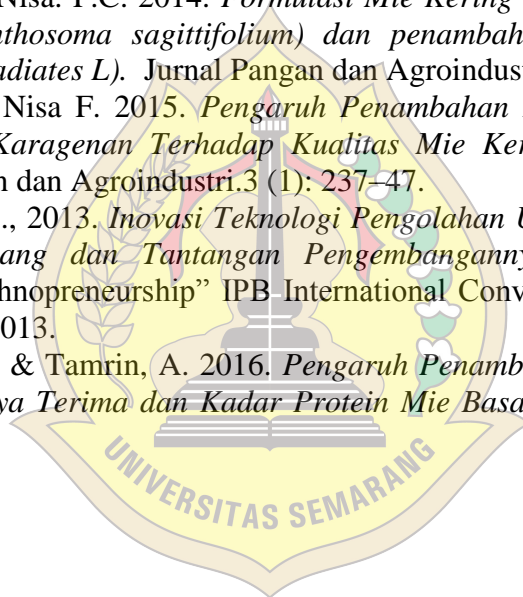 Nisa. F.C. 2014. Formulasi Mie Kering
nthosoma sagittifolium) dan penambah
adiates L). Jurnal Pangan dan Agroindust
Nisa F. 2015. Pengaruh Penambahan
Karagenan Terhadap Kualitas Mie Ker
n dan Agroindustri.3 (1): 237–47.
., 2013. Inovasi Teknologi Pengolahan U
ang dan Tantangan Pengembanganny
hnopreneurship” IPB International Conv
013.
& Tamrin, A. 2016. Pengaruh Penamb
ya Terima dan Kadar Protein Mie Basa
UNIVERSITAS SEMARANG